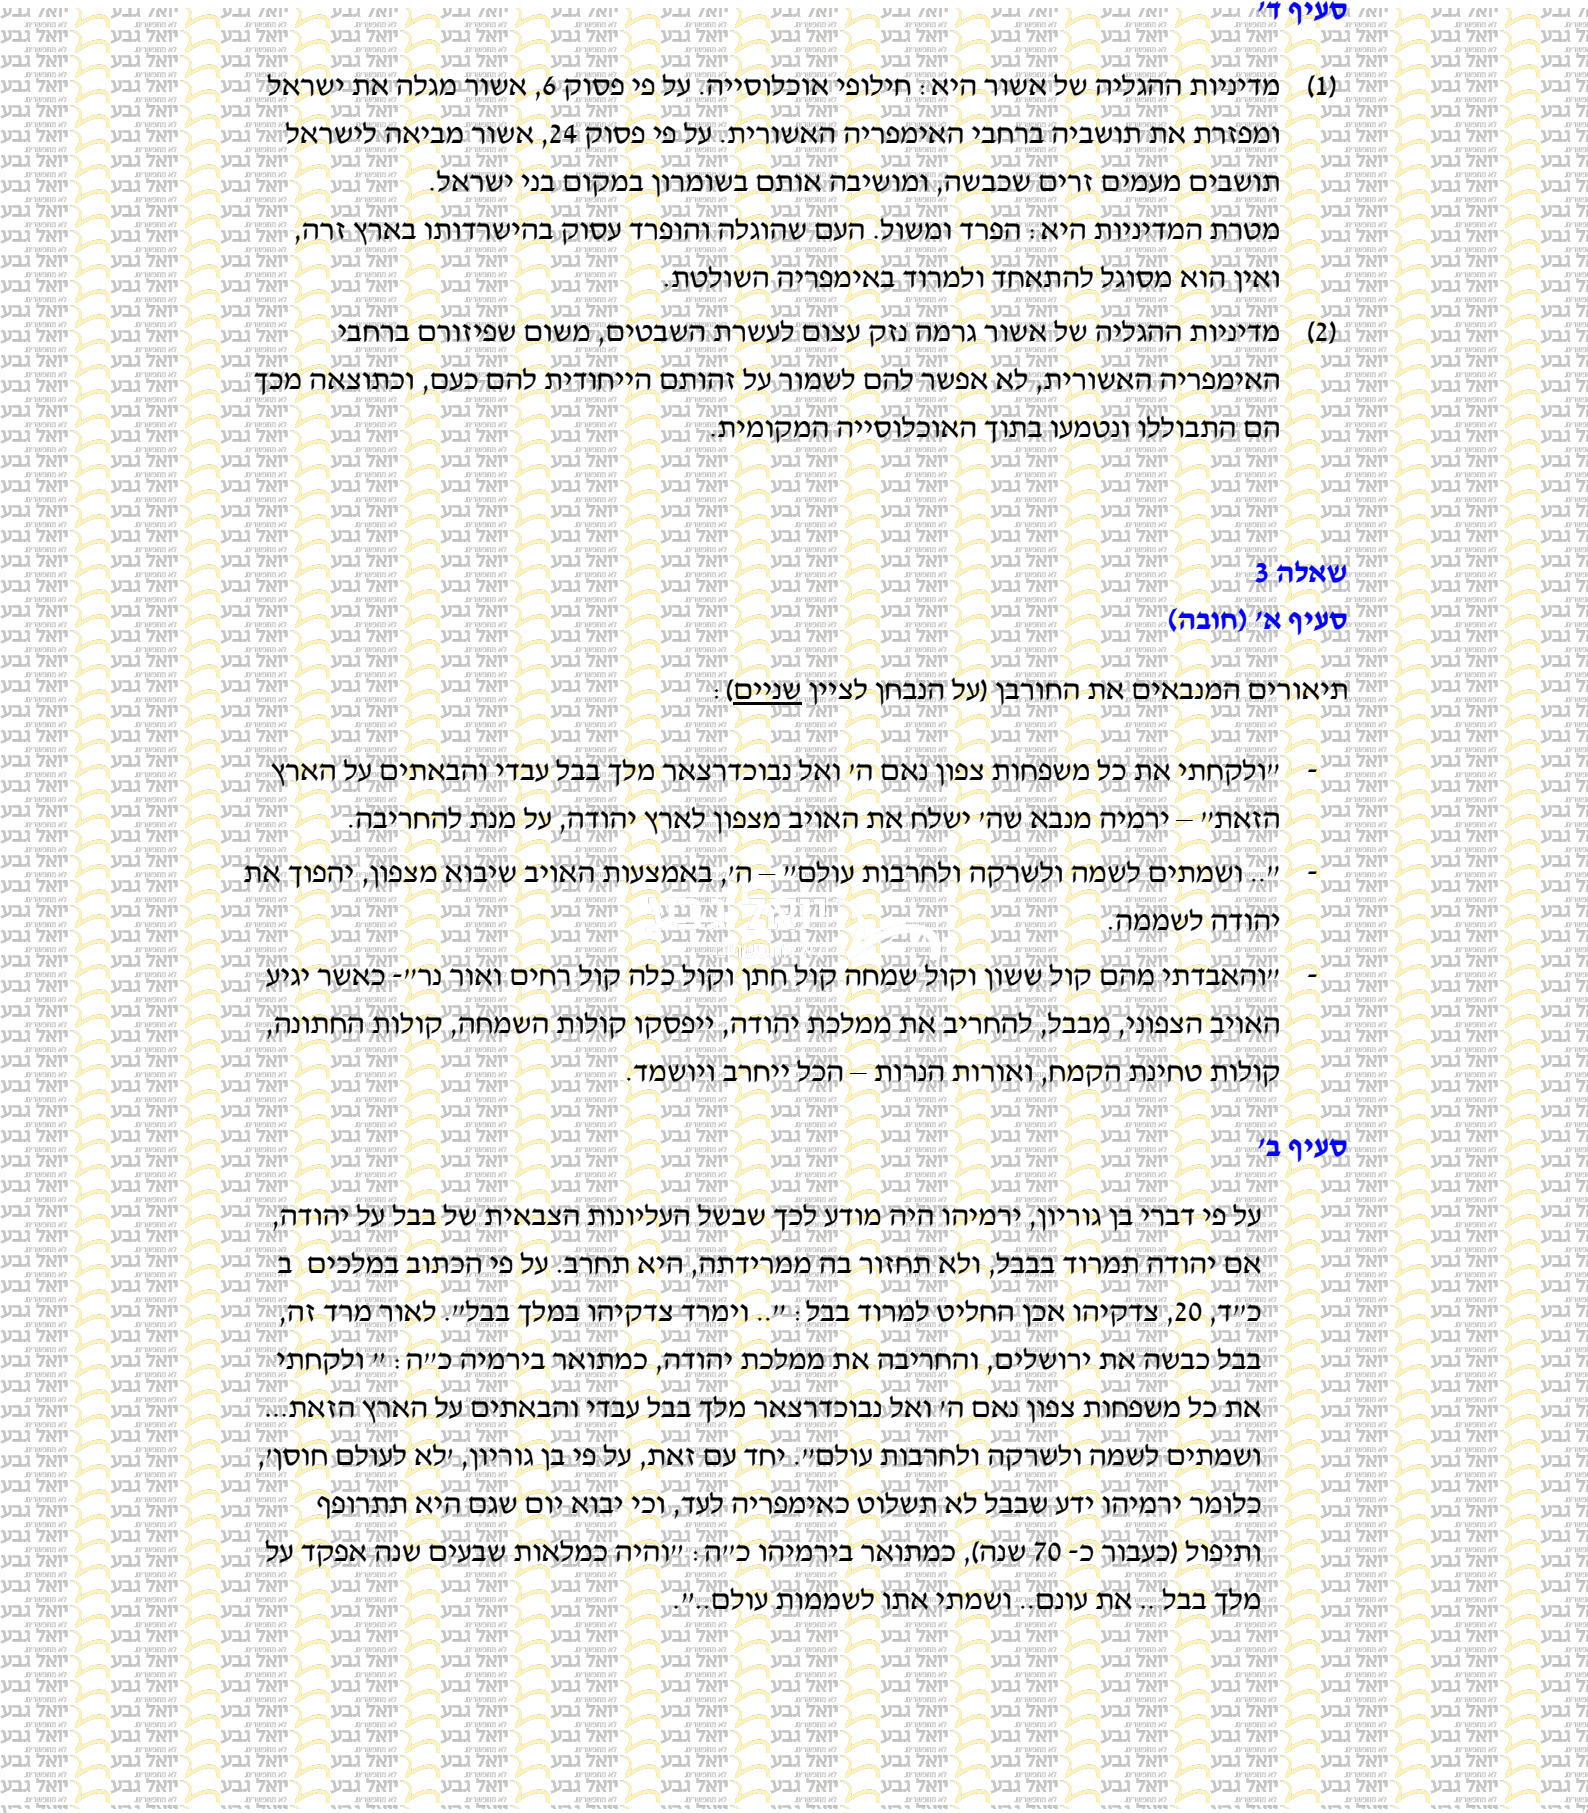 סעיף ד'
(1) מדיניות ההגליה של אשור היא: חילופי אוכלוסייה. על פי פסוק 6, אשור מגלה את ישראל
ומפזרת את תושביה ברחבי האימפריה האשורית. על פי פסוק 24, אשור מביאה לישראל
תושבים מעמים זרים שכבשה, ומושיבה אותם בשומרון במקום בני ישראל.
מטרת המדיניות היא: הפרד ומשול. העם שהוגלה והופרד עסוק בהישרדותו בארץ זרה,
ואין הוא מסוגל להתאחד ולמרוד באימפריה השולטת.
(2) מדיניות ההגליה של אשור גרמה נזק עצום לעשרת השבטים, משום שפיזורם ברחבי
האימפריה האשורית, לא אפשר להם לשמור על זהותם הייחודית להם כעם, וכתוצאה מכך
הם התבוללו ונטמעו בתוך האוכלוסייה המקומית.
שאלה 3
סעיף א' (חובה)
תיאורים המנבאים את החורבן (על הנבחן לציין שניים):
- "ולקחתי את כל משפחות צפון נאם ה' ואל נבוכדרצאר מלך בבל עבדי והבאתים על הארץ
הזאת" – ירמיה מנבא שה' ישלח את האויב מצפון לארץ יהודה, על מנת להחריבה.
- ".. ושמתים לשמה ולשרקה ולחרבות עולם" – ה', באמצעות האויב שיבוא מצפון, יהפוך את
יהודה לשממה.
- "והאבדתי מהם קול ששון וקול שמחה קול חתן וקול כלה קול רחים ואור נר"- כאשר יגיע
האויב הצפוני, מבבל, להחריב את ממלכת יהודה, ייפסקו קולות השמחה, קולות החתונה,
קולות טחינת הקמח, ואורות הנרות – הכל ייחרב ויושמד.
סעיף ב'
על פי דברי בן גוריון, ירמיהו היה מודע לכך שבשל העליונות הצבאית של בבל על יהודה,
אם יהודה תמרוד בבבל, ולא תחזור בה ממרידתה, היא תחרב. על פי הכתוב במלכים ב
כ"ד, 20, צדקיהו אכן החליט למרוד בבל: ".. וימרד צדקיהו במלך בבל". לאור מרד זה,
בבל כבשה את ירושלים, והחריבה את ממלכת יהודה, כמתואר בירמיה כ"ה: " ולקחתי
את כל משפחות צפון נאם ה' ואל נבוכדרצאר מלך בבל עבדי והבאתים על הארץ הזאת...
ושמתים לשמה ולשרקה ולחרבות עולם". יחד עם זאת, על פי בן גוריון, 'לא לעולם חוסן',
כלומר ירמיהו ידע שבבל לא תשלוט כאימפריה לעד, וכי יבוא יום שגם היא תתרופף
ותיפול (כעבור כ- 70 שנה), כמתואר בירמיהו כ"ה: "והיה כמלאות שבעים שנה אפקד על
מלך בבל .. את עונם.. ושמתי אתו לשממות עולם..".